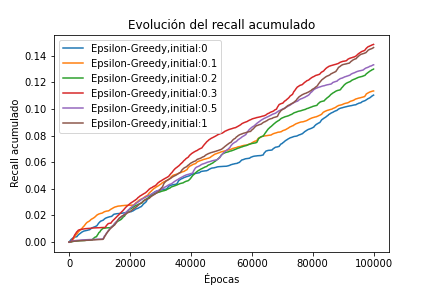 Evolución del recall acumulado
Recall acumulado
0.14
0.12
0.10
0.08
0.06
0.04
0.02
0.00
Epsilon-Greedy,initial:0
Epsilon-Greedy,initial:0.1
Epsilon-Greedy,initial:0.2
Epsilon-Greedy,initial:0.3
Epsilon-Greedy,initial:0.5
Epsilon-Greedy,initial:1
0 20000 40000 60000 80000 100000
Épocas